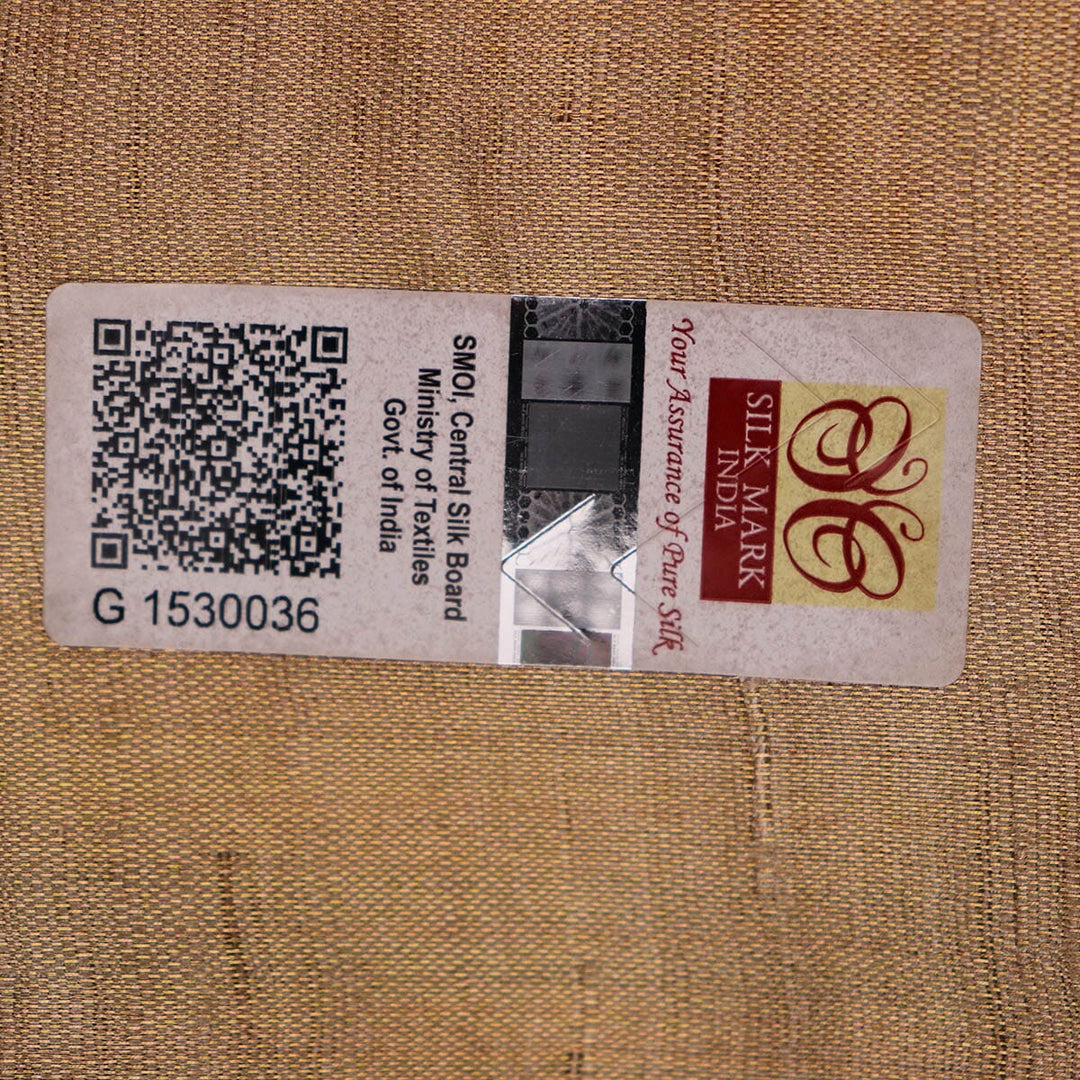 SILK MARK
INDIA
Your Assurance of Pure Silk
SMOI, Central Silk Board
Ministry of Textiles
Govt. of India
G 1530036